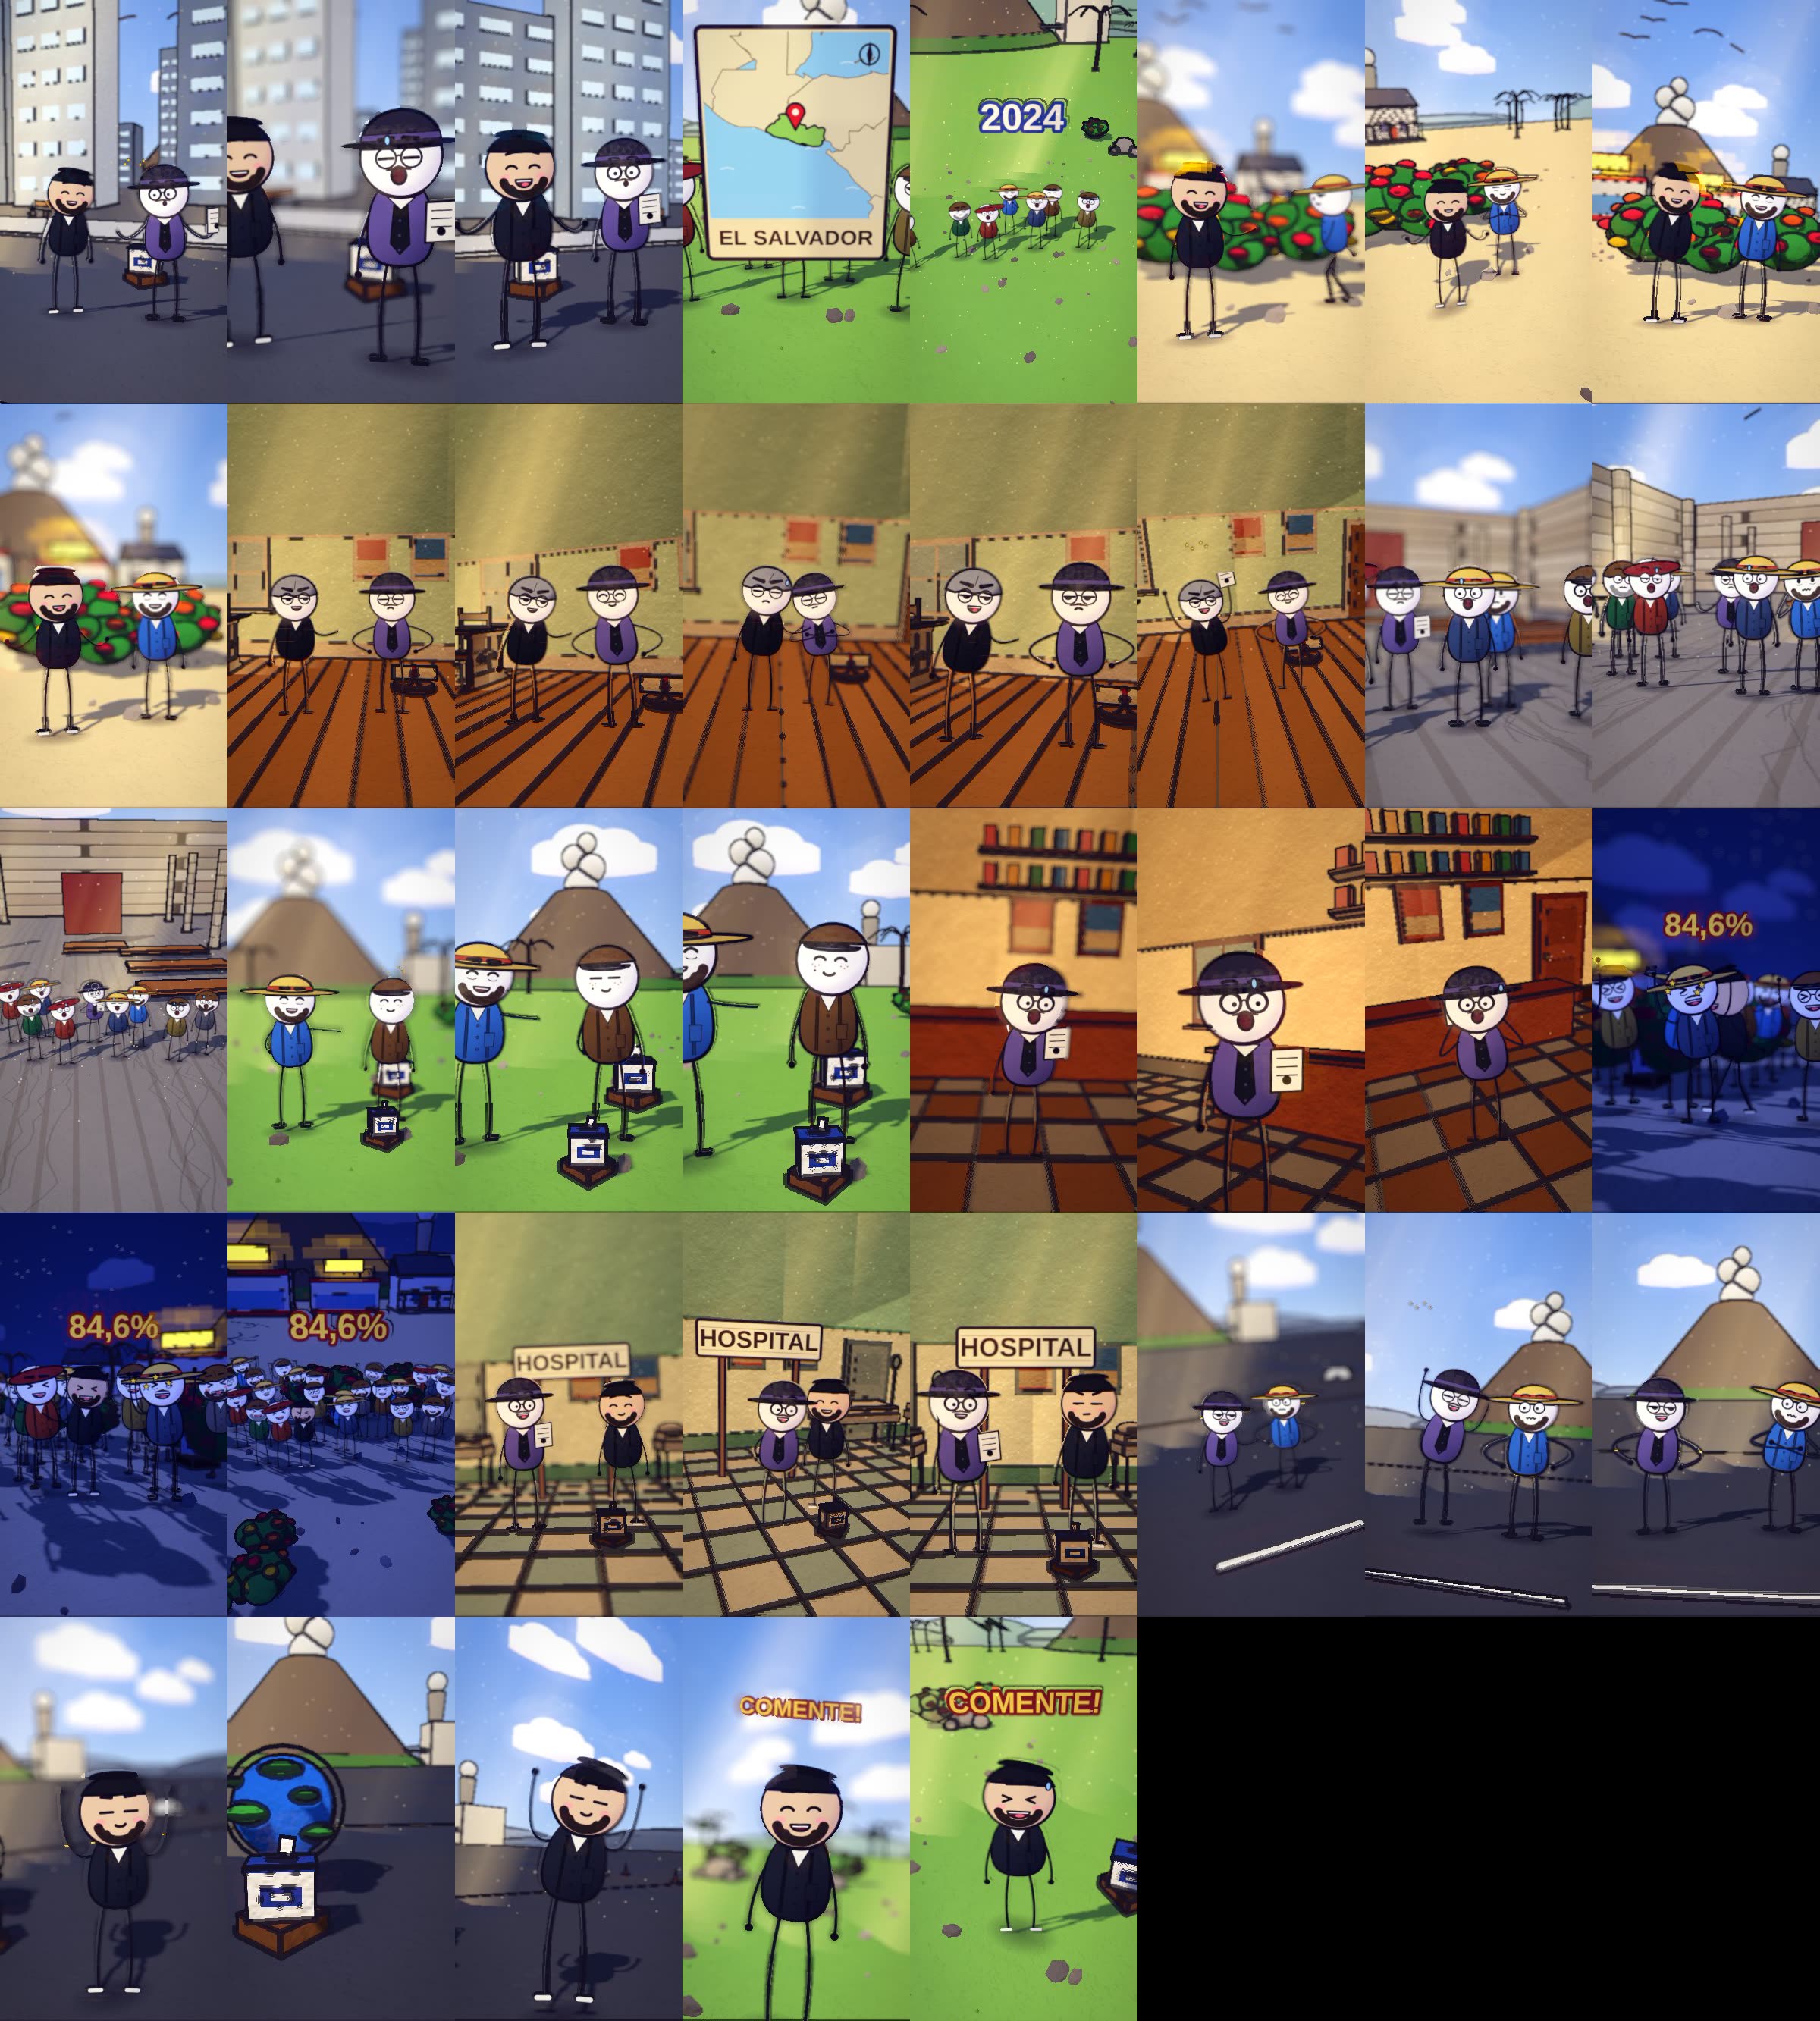 EL SALVADOR
2024
84,6%
84,6%
84,6%
HOSPITAL
HOSPITAL
HOSPITAL
COMENTE!
COMENTE!